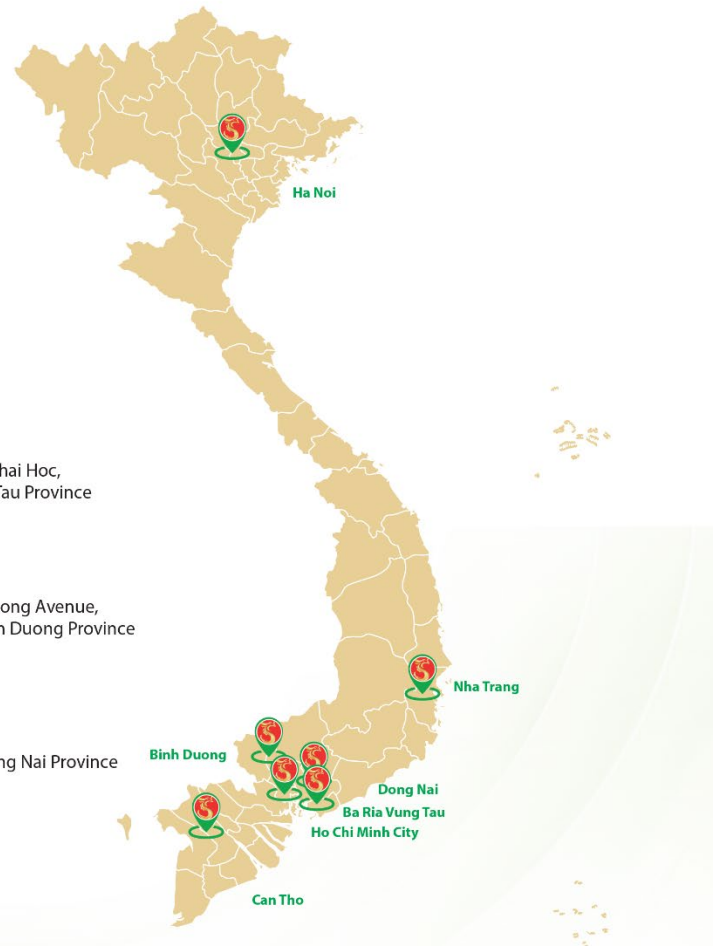 Ha Noi
hai Hoc,
Tau Province
ong Avenue,
h Duong Province
Nha Trang
Binh Duong
ng Nai Province
Dong Nai
Ba Ria Vung Tau
Ho Chi Minh City
Can Tho